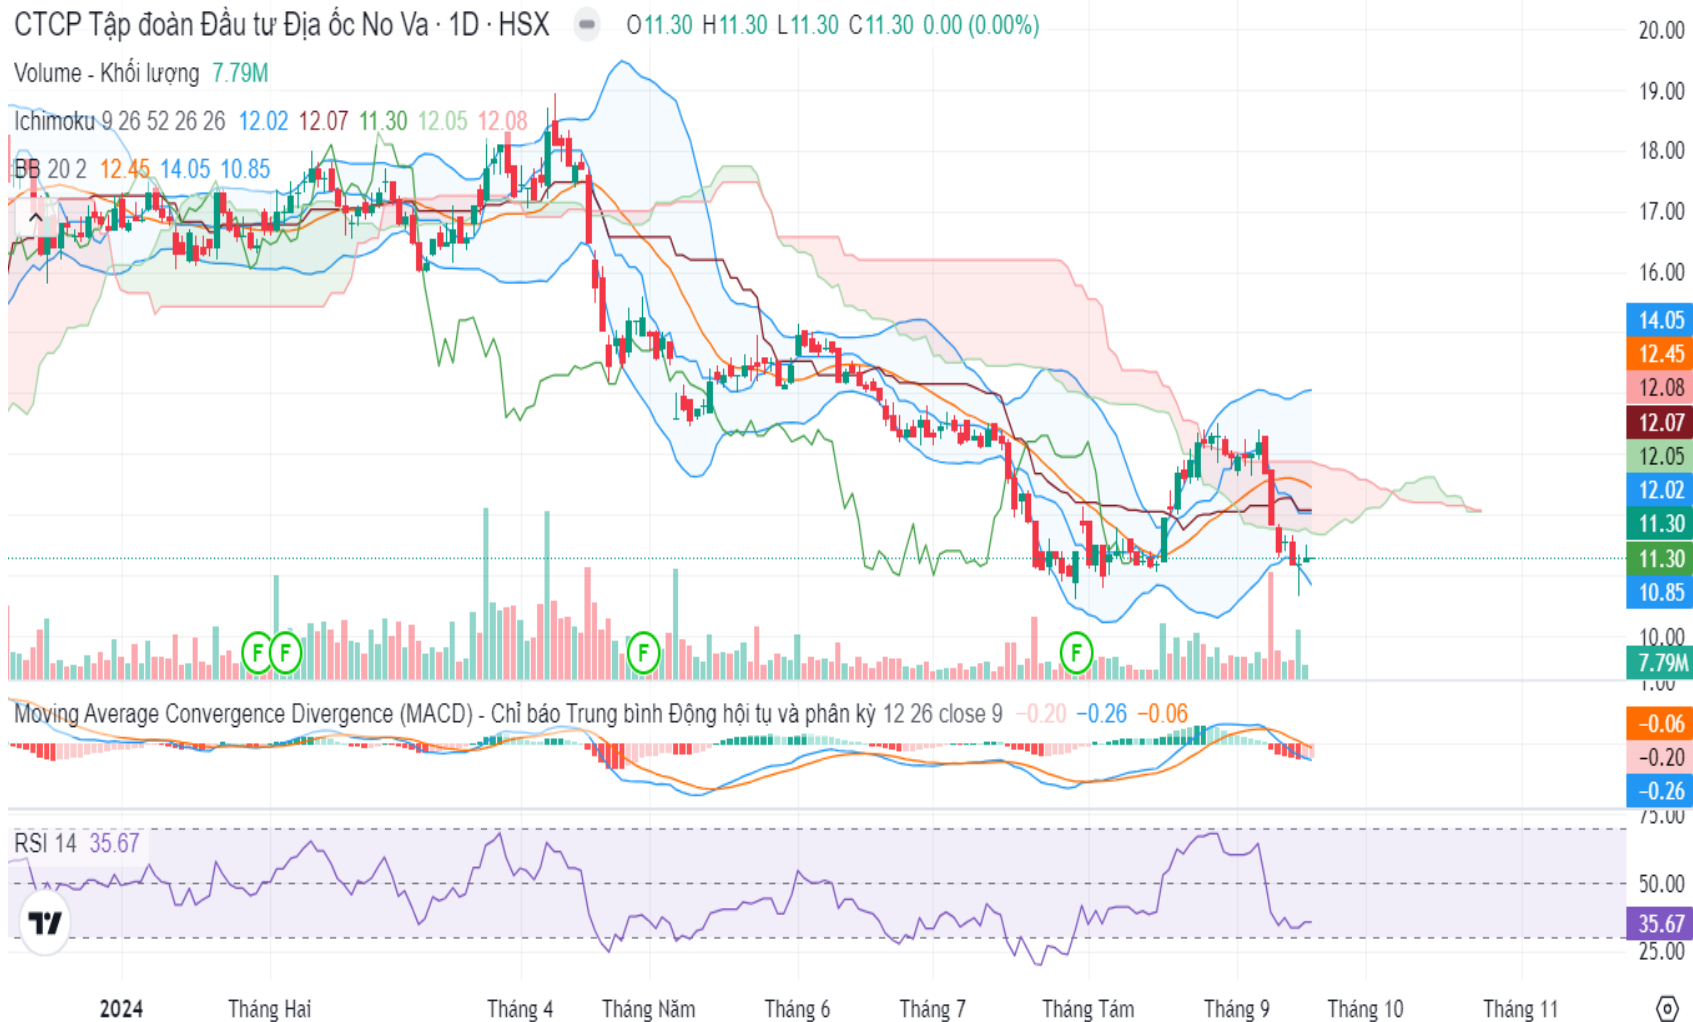 CTCP Tập đoàn Đầu tư Địa ốc No Va · 1D · HSX O11.30 H11.30 L11.30 C11.30 0.00 (0.00%)
Volume - Khối lượng 7.79M
Ichimoku 9 26 52 26 26 12.02 12.07 11.30 12.05 12.08
BB 20 2 12.45 14.05 10.85
20.00
19.00
18.00
17.00
16.00
14.05
12.45
12.08
12.07
12.05
12.02
11.30
11.30
10.85
10.00
7.79M
F F F F
1.00
Moving Average Convergence Divergence (MACD) - Chỉ báo Trung bình Động hội tụ và phân kỳ 12 26 close 9 −0.20 −0.26 −0.06
−0.06
−0.20
−0.26
75.00
RSI 14 35.67
50.00
35.67
25.00
2024 Tháng Hai Tháng 4 Tháng Năm Tháng 6 Tháng 7 Tháng Tám Tháng 9 Tháng 10 Tháng 11